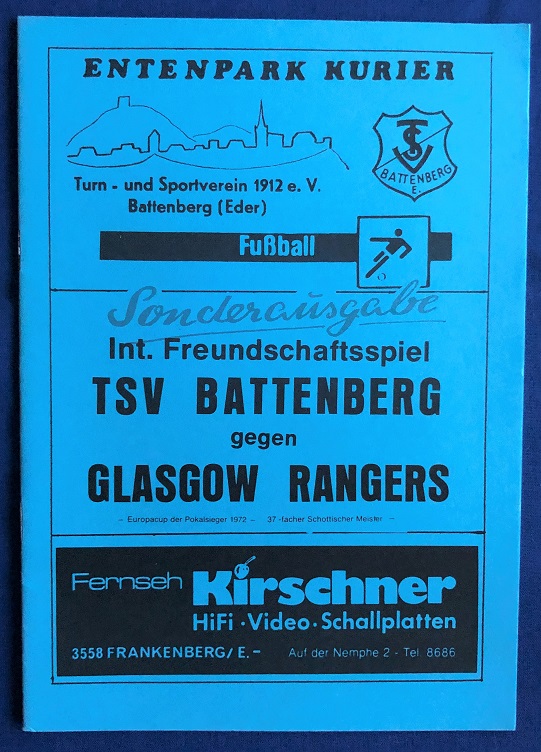 ENTENPARK KURIER
TSV
BATTENBERG
E.
Turn - und Sportverein 1912 e. V.
Battenberg (Eder)
Fußball
Sonderausgabe
Int. Freundschaftsspiel
TSV BATTENBERG
gegen
GLASGOW RANGERS
— Europacup der Pokalsieger 1972 — 37 -facher Schottischer Meister —
Fernseh Kirschner
HiFi · Video · Schallplatten
3558 FRANKENBERG/E. – Auf der Nemphe 2 - Tel. 8686